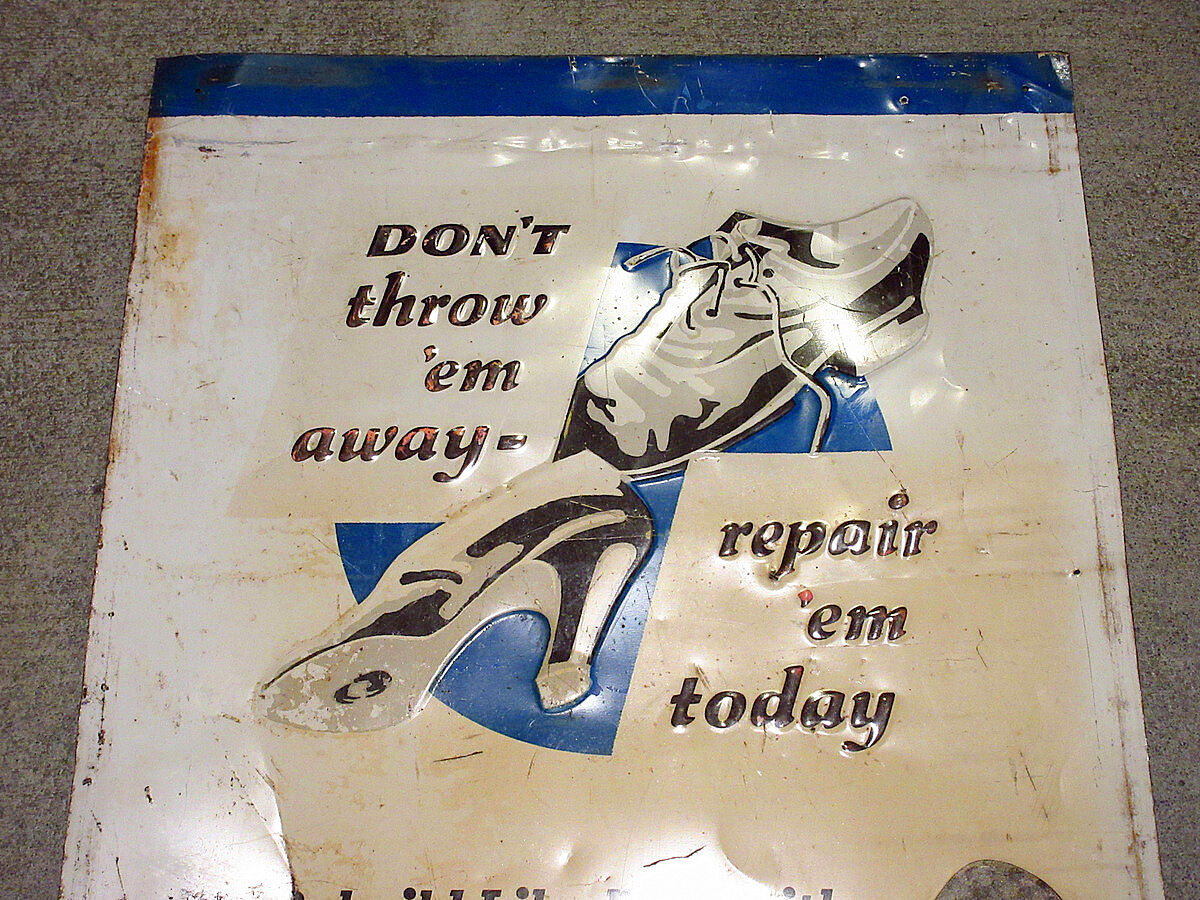 DON'T
throw
'em
away-
repair
'em
today